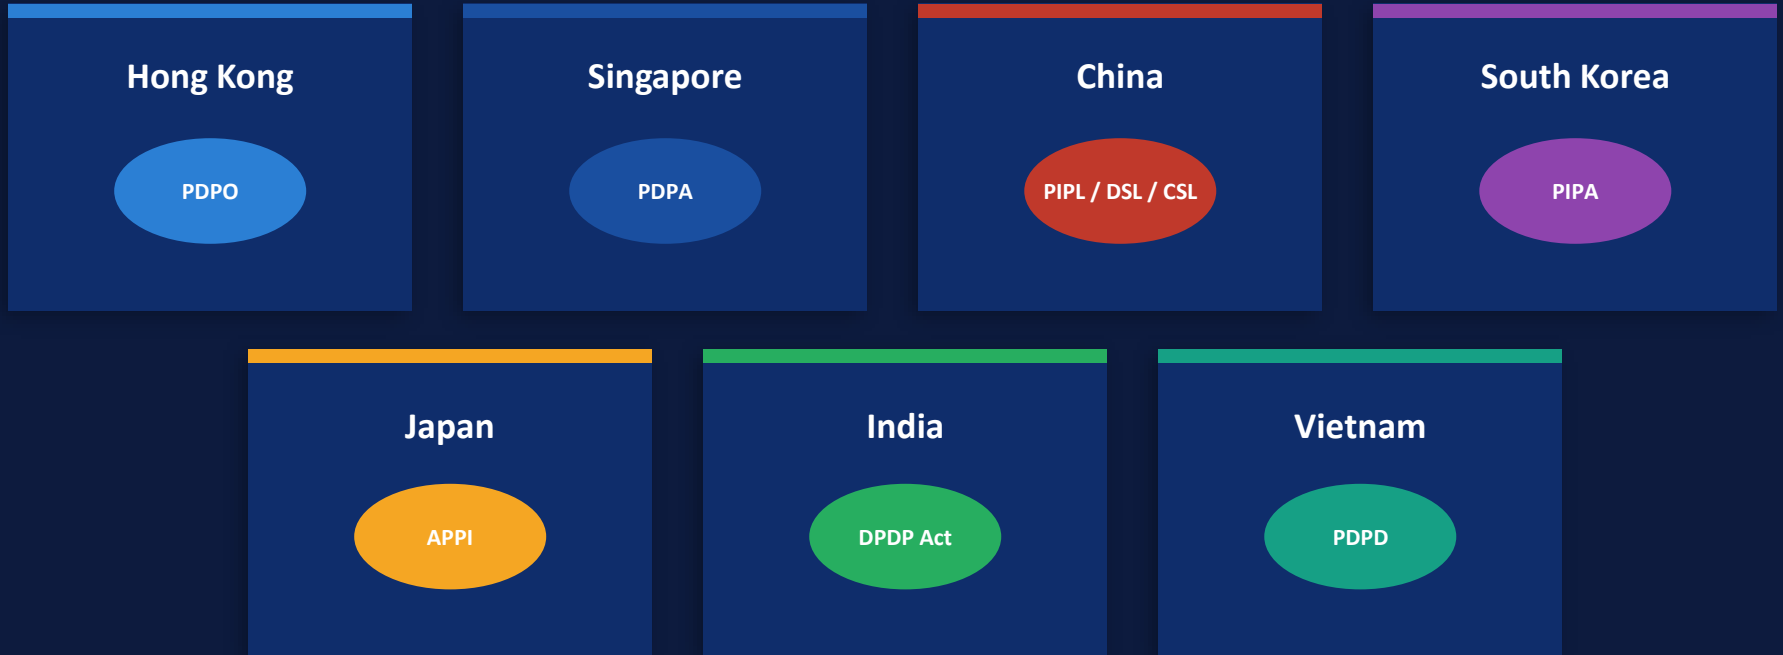 Hong Kong
PDPO
Singapore
PDPA
China
PIPL / DSL / CSL
South Korea
PIPA
Japan
APPI
India
DPDP Act
Vietnam
PDPD